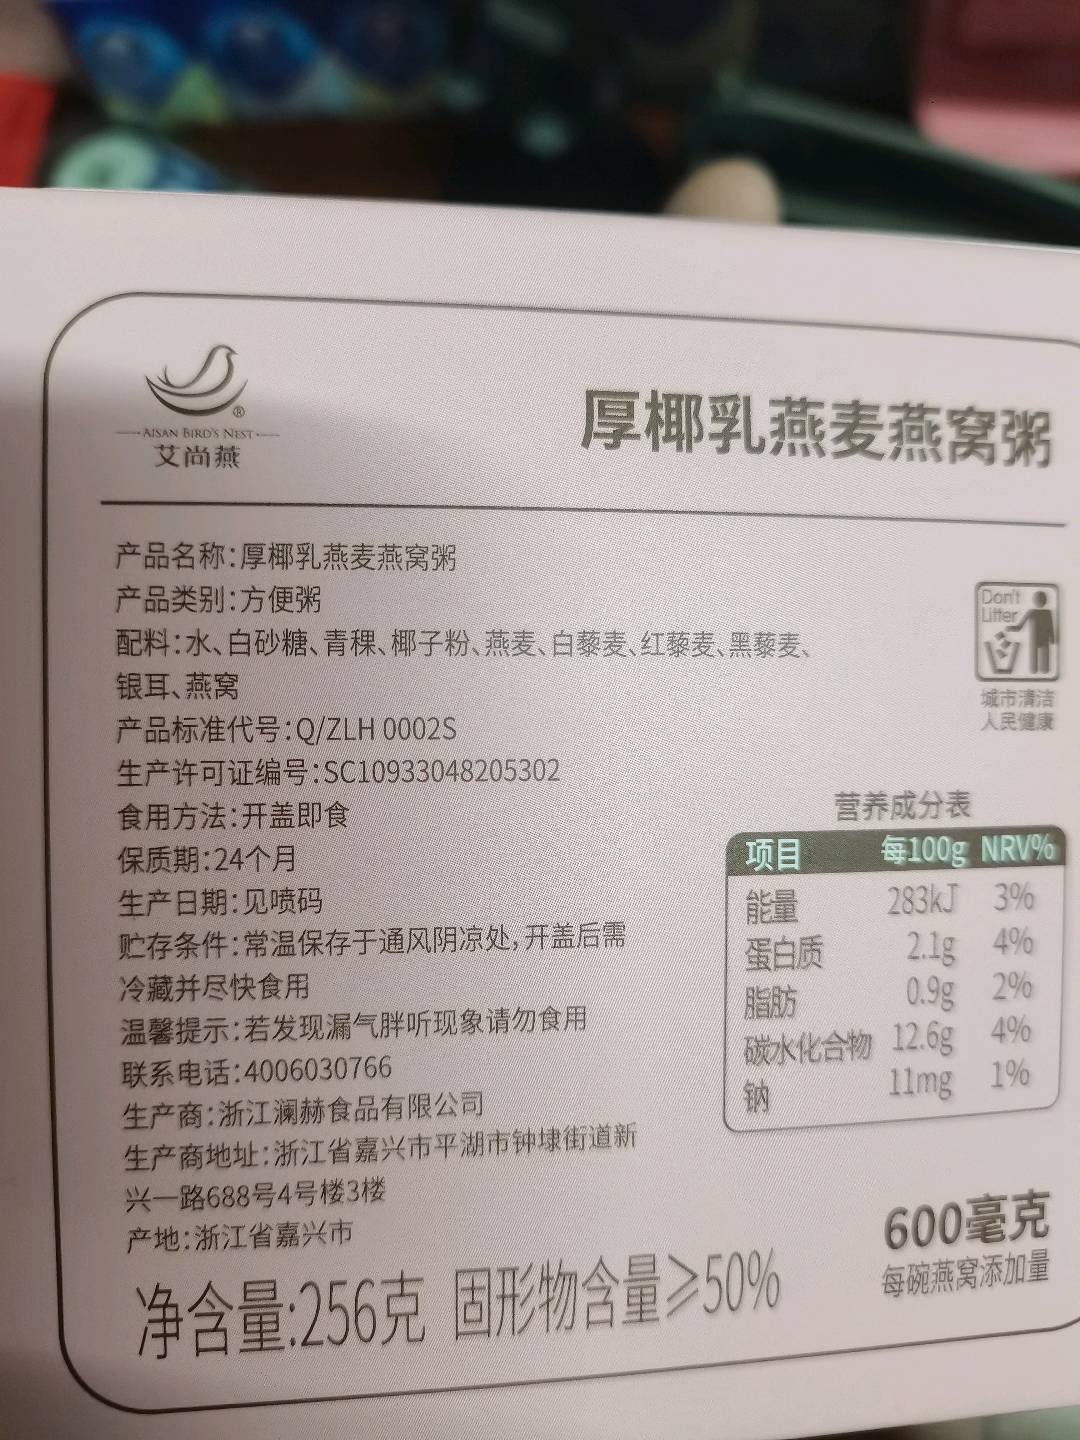 AISAN BIRD'S NEST
艾尚燕
厚椰乳燕麦燕窝粥
产品名称:厚椰乳燕麦燕窝粥
产品类别:方便粥
配料:水、白砂糖、青稞、椰子粉、燕麦、白藜麦、红藜麦、黑藜麦、
银耳、燕窝
产品标准代号:Q/ZLH 0002S
生产许可证编号:SC10933048205302
食用方法:开盖即食
保质期:24个月
生产日期:见喷码
贮存条件:常温保存于通风阴凉处,开盖后需
冷藏并尽快食用
温馨提示:若发现漏气胖听现象请勿食用
联系电话:4006030766
生产商:浙江澜赫食品有限公司
生产商地址:浙江省嘉兴市平湖市钟埭街道新
兴一路688号4号楼3楼
产地:浙江省嘉兴市
净含量:256克 固形物含量≥50%
Don't
Litter
城市清洁
人民健康
营养成分表
项目 每100g NRV%
能量 283kJ 3%
蛋白质 2.1g 4%
脂肪 0.9g 2%
碳水化合物 12.6g 4%
钠 11mg 1%
600毫克
每碗燕窝添加量